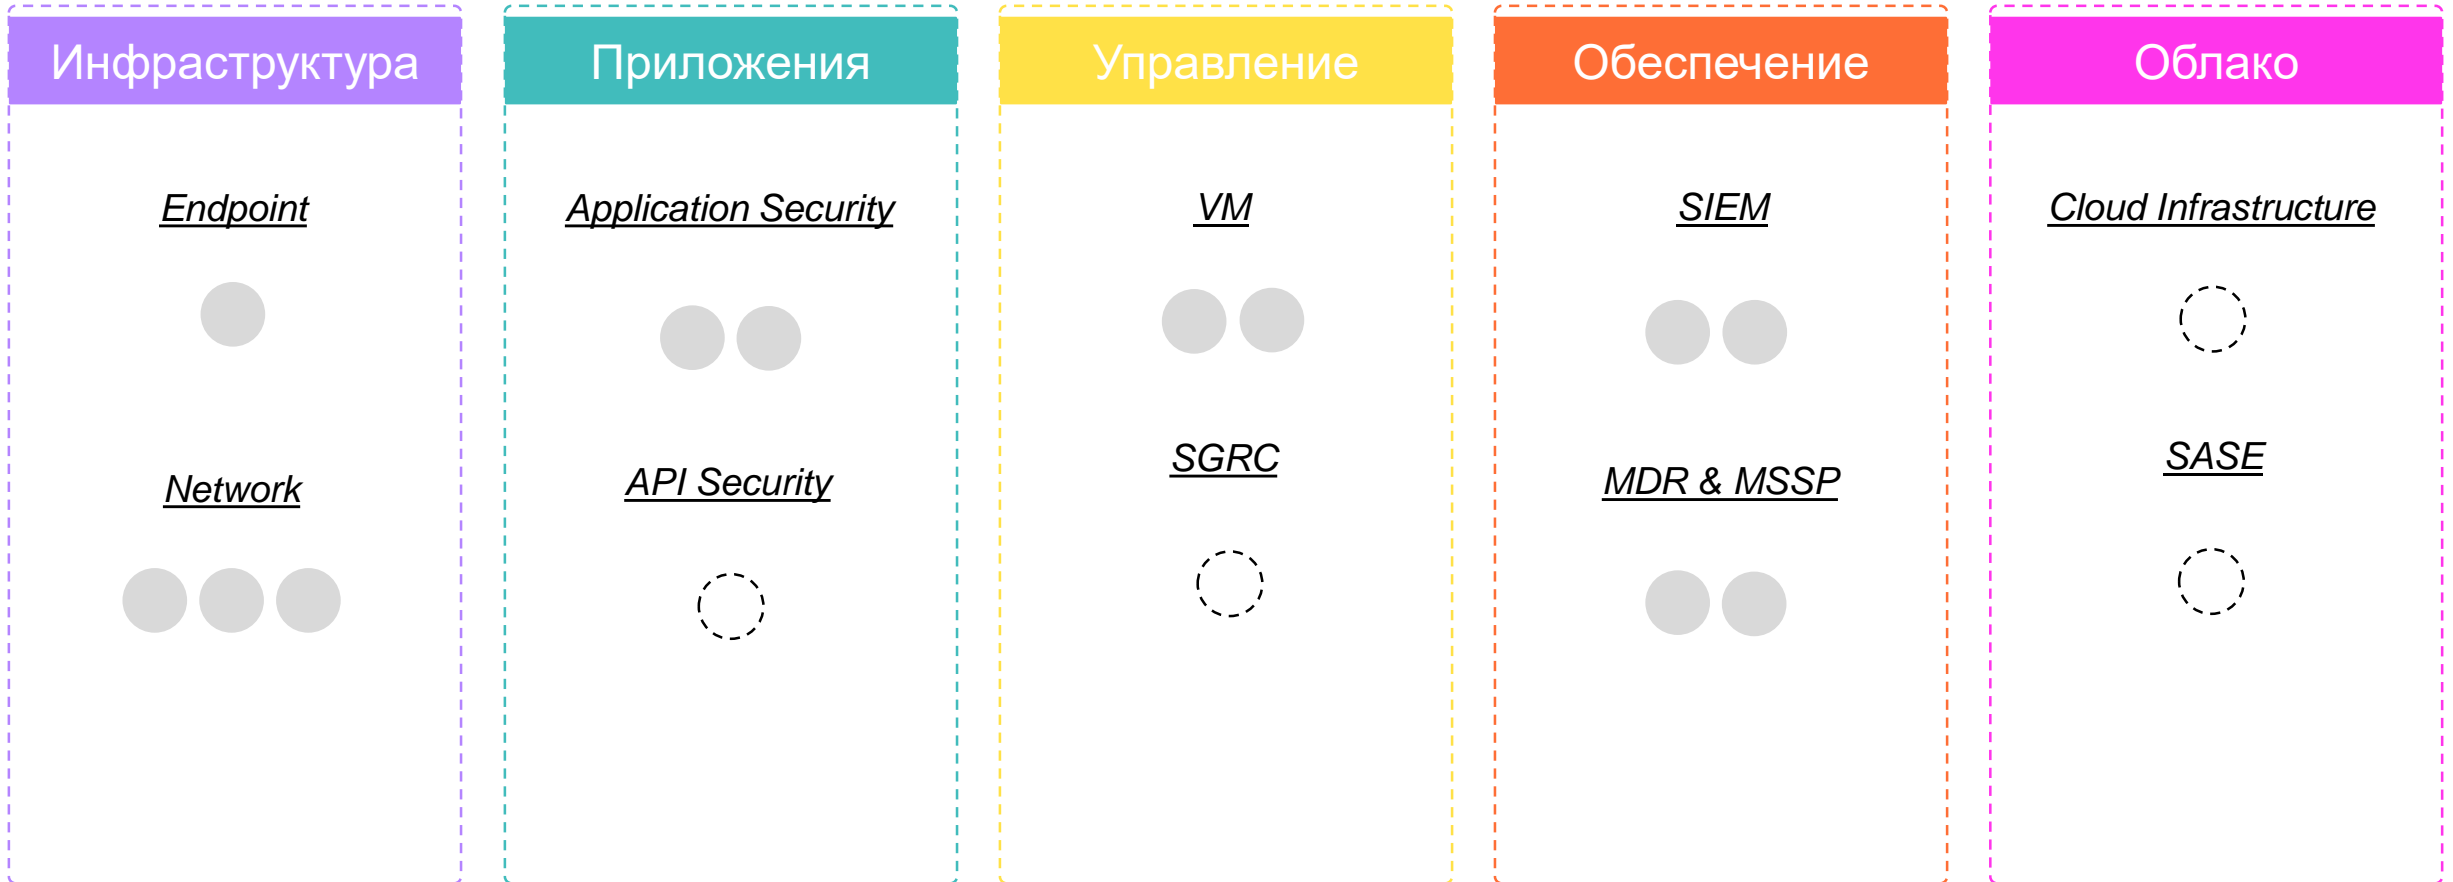 Инфраструктура
Endpoint
Network
Приложения
Application Security
API Security
Управление
VM
SGRC
Обеспечение
SIEM
MDR & MSSP
Облако
Cloud Infrastructure
SASE